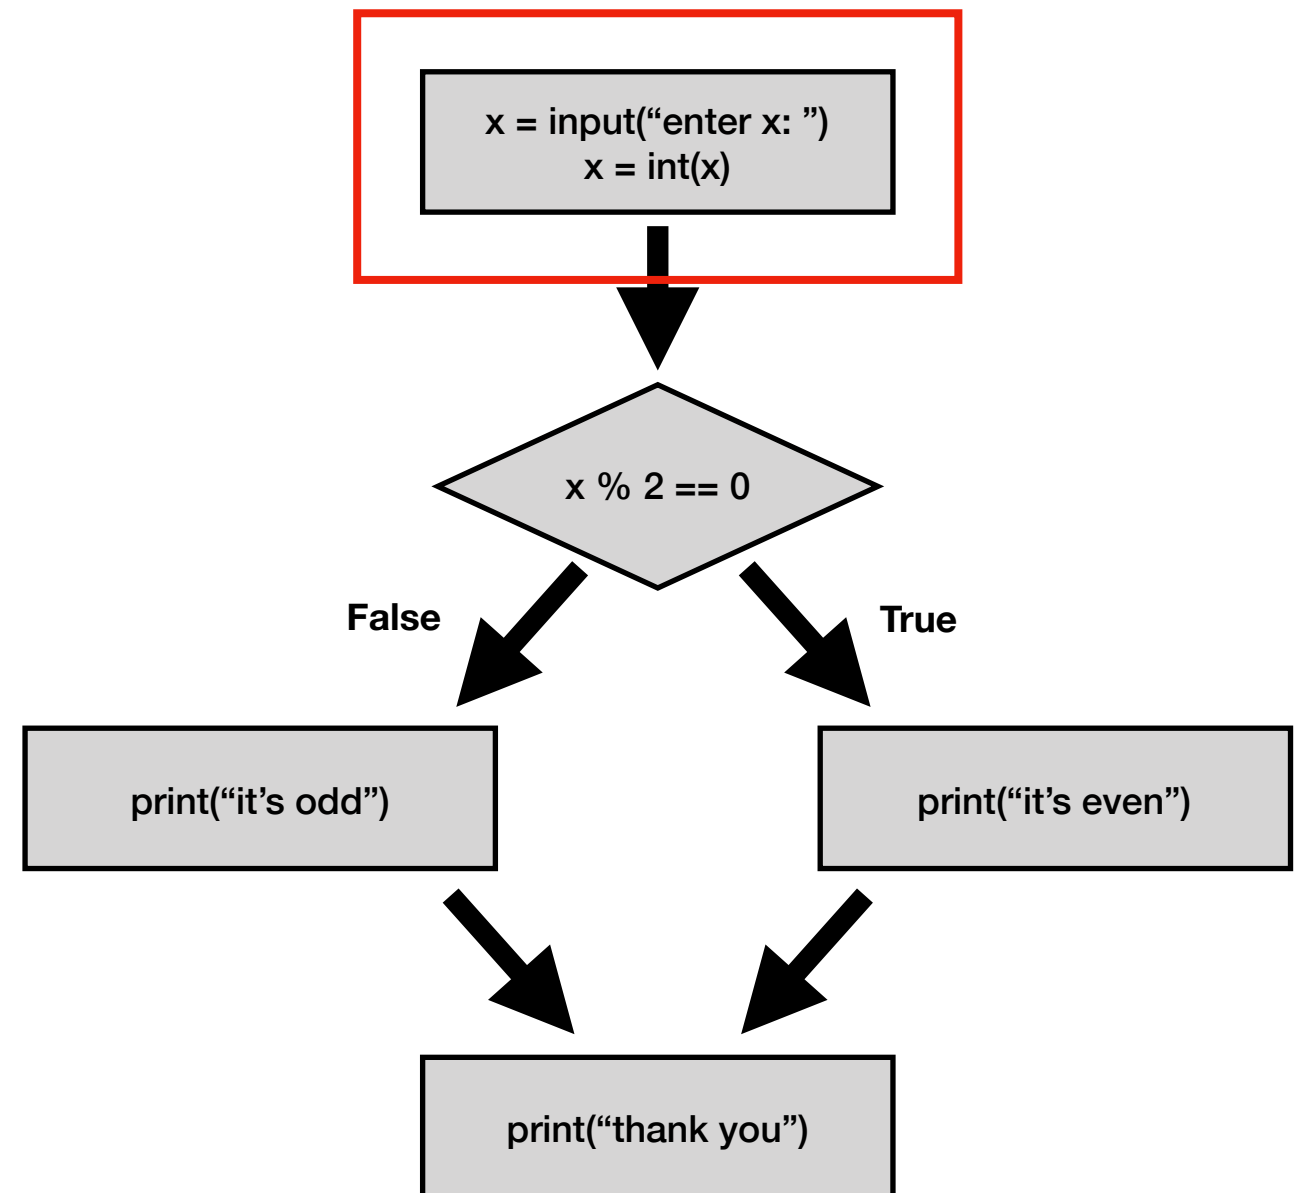 x = input(“enter x: ”)
x = int(x)
x % 2 == 0
False
True
print(“it’s odd”)
print(“it’s even”)
print(“thank you”)